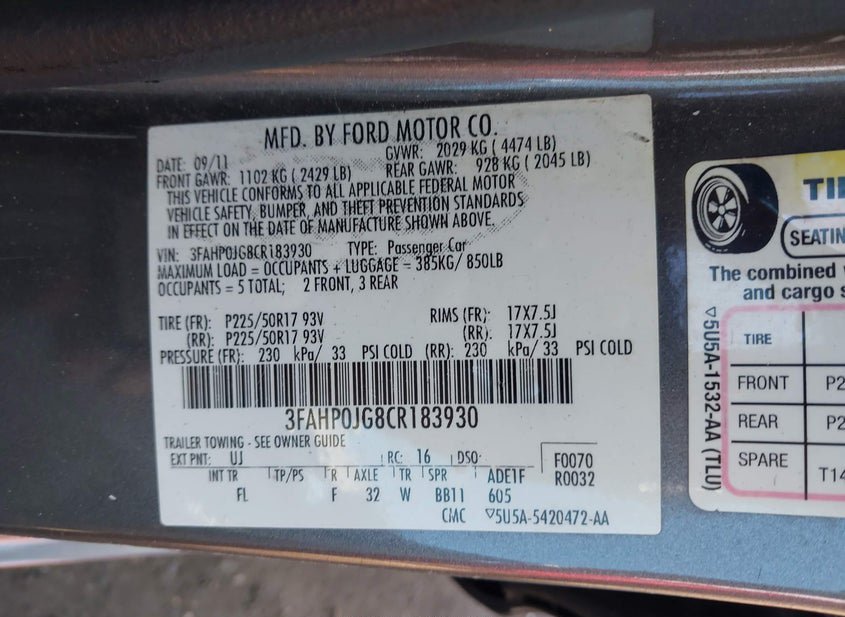 MFD. BY FORD MOTOR CO.
DATE: 09/11 GVWR: 2029 KG ( 4474 LB)
FRONT GAWR: 1102 KG ( 2429 LB) REAR GAWR: 928 KG ( 2045 LB)
THIS VEHICLE CONFORMS TO ALL APPLICABLE FEDERAL MOTOR
VEHICLE SAFETY, BUMPER, AND THEFT PREVENTION STANDARDS
IN EFFECT ON THE DATE OF MANUFACTURE SHOWN ABOVE.
VIN: 3FAHP0JG8CR183930 TYPE: Passenger Car
MAXIMUM LOAD = OCCUPANTS + LUGGAGE = 385KG/ 850LB
OCCUPANTS = 5 TOTAL; 2 FRONT, 3 REAR
TIRE (FR): P225/50R17 93V RIMS (FR): 17X7.5J
(RR): P225/50R17 93V (RR): 17X7.5J
PRESSURE (FR): 230 kPa/ 33 PSI COLD (RR): 230 kPa/ 33 PSI COLD
3FAHP0JG8CR183930
TRAILER TOWING - SEE OWNER GUIDE
EXT PNT: UJ RC: 16 DSO: F0070
R0032
INT TR TP/PS R AXLE TR SPR ADE1F
FL F 32 W BB11 605
CMC ▽5U5A-5420472-AA
▽5U5A-1532-AA (TLU)
TI
SEATIN
The combined
and cargo s
TIRE
FRONT P2
REAR P2
SPARE T14